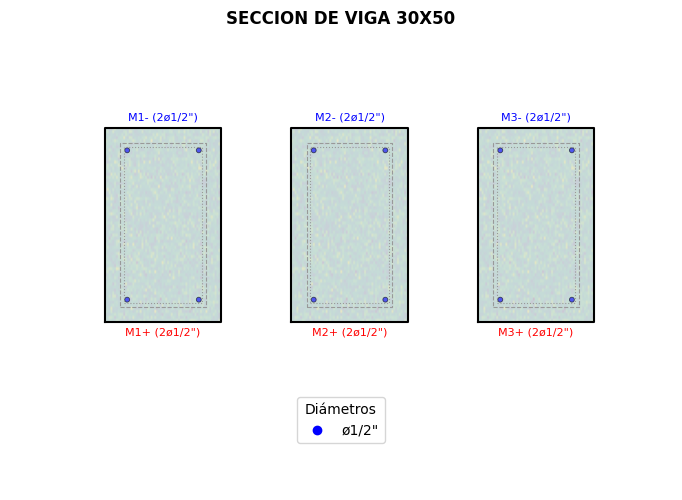 SECCION DE VIGA 30X50
M1- (2ø1/2") M2- (2ø1/2") M3- (2ø1/2")
M1+ (2ø1/2") M2+ (2ø1/2") M3+ (2ø1/2")
Diámetros
ø1/2"